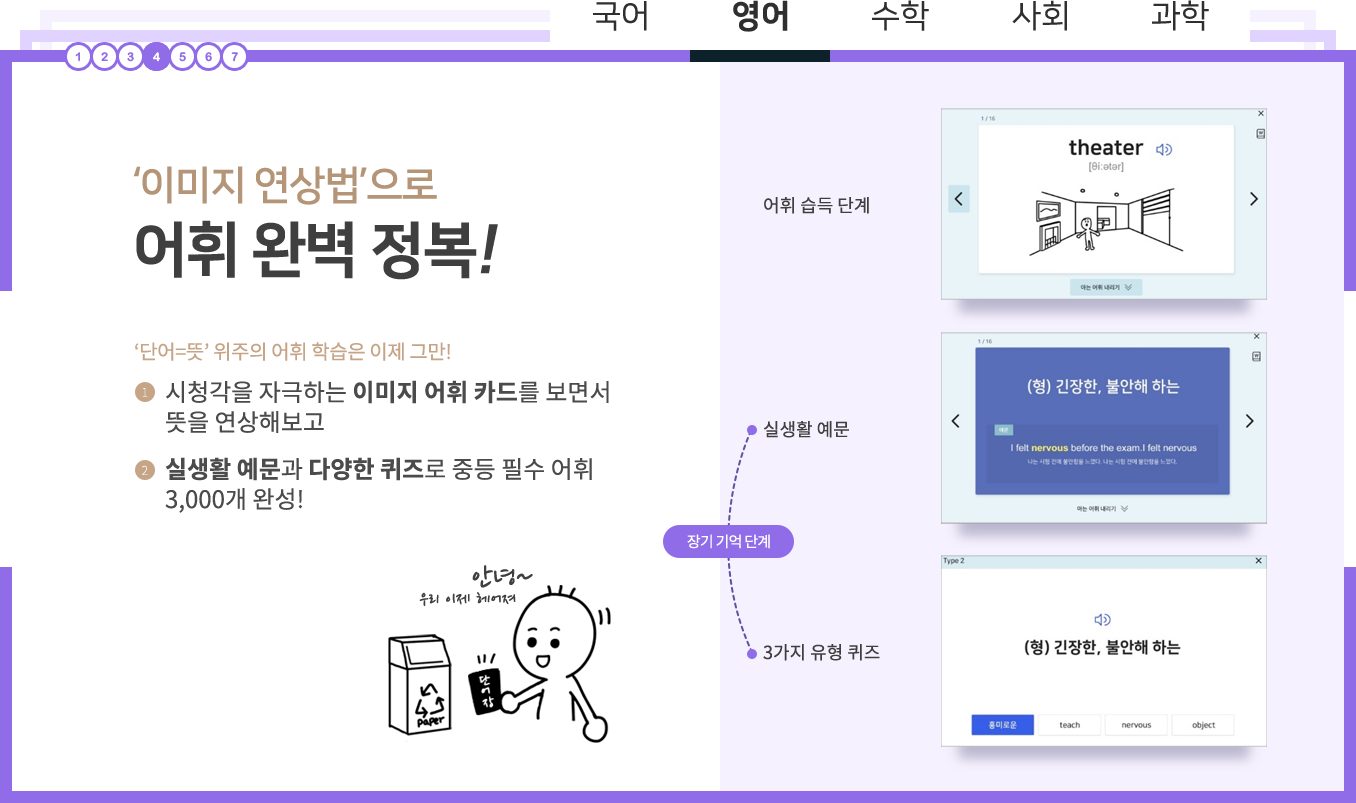 국어 영어 수학 사회 과학
1 2 3 4 5 6 7
‘이미지 연상법’으로
어휘 완벽 정복!
‘단어=뜻’ 위주의 어휘 학습은 이제 그만!
1 시청각을 자극하는 이미지 어휘 카드를 보면서
뜻을 연상해보고
2 실생활 예문과 다양한 퀴즈로 중등 필수 어휘
3,000개 완성!
안녕~
우리 이제 헤어져
단어장
paper
어휘 습득 단계
1 / 16
theater
[θíːətər]
아는 어휘 내리기
실생활 예문
1 / 16
(형) 긴장한, 불안해 하는
예문
I felt nervous before the exam.I felt nervous
나는 시험 전에 불안함을 느꼈다. 나는 시험 전에 불안함을 느꼈다.
아는 어휘 내리기
장기 기억 단계
3가지 유형 퀴즈
Type 2
(형) 긴장한, 불안해 하는
흥미로운 teach nervous object